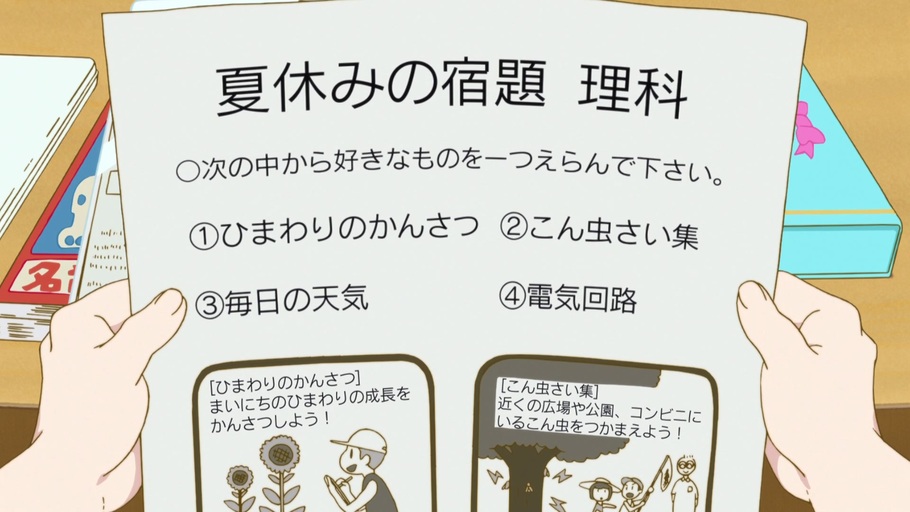 夏休みの宿題 理科
○次の中から好きなものを一つえらんで下さい。
①ひまわりのかんさつ ②こん虫さい集
③毎日の天気 ④電気回路
[ひまわりのかんさつ]
まいにちのひまわりの成長を
かんさつしよう！
[こん虫さい集]
近くの広場や公園、コンビニに
いるこん虫をつかまえよう！
名